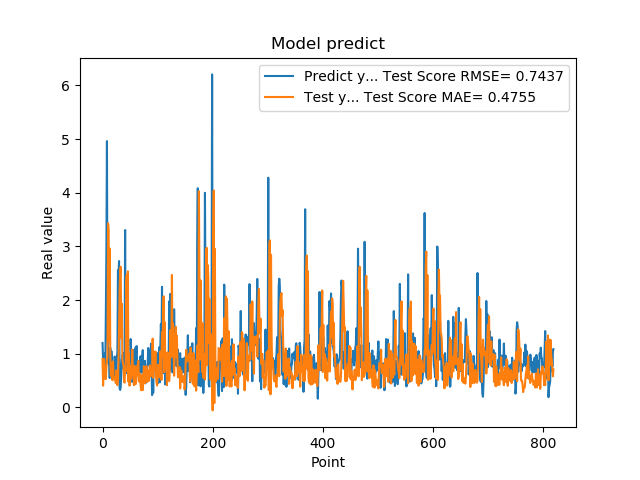 Model predict
Predict y... Test Score RMSE= 0.7437
Test y... Test Score MAE= 0.4755
6
5
4
3
2
1
0
Real value
0 200 400 600 800
Point